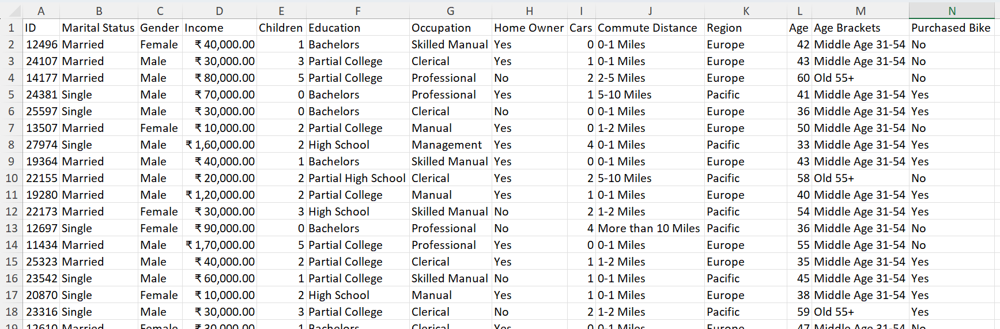 A B C D E F G H I J K L M N
1 ID Marital Status Gender Income Children Education Occupation Home Owner Cars Commute Distance Region Age Age Brackets Purchased Bike
2 12496 Married Female ₹ 40,000.00 1 Bachelors Skilled Manual Yes 0 0-1 Miles Europe 42 Middle Age 31-54 No
3 24107 Married Male ₹ 30,000.00 3 Partial College Clerical Yes 1 0-1 Miles Europe 43 Middle Age 31-54 No
4 14177 Married Male ₹ 80,000.00 5 Partial College Professional No 2 2-5 Miles Europe 60 Old 55+ No
5 24381 Single Male ₹ 70,000.00 0 Bachelors Professional Yes 1 5-10 Miles Pacific 41 Middle Age 31-54 Yes
6 25597 Single Male ₹ 30,000.00 0 Bachelors Clerical No 0 0-1 Miles Europe 36 Middle Age 31-54 Yes
7 13507 Married Female ₹ 10,000.00 2 Partial College Manual Yes 0 1-2 Miles Europe 50 Middle Age 31-54 No
8 27974 Single Male ₹ 1,60,000.00 2 High School Management Yes 4 0-1 Miles Pacific 33 Middle Age 31-54 Yes
9 19364 Married Male ₹ 40,000.00 1 Bachelors Skilled Manual Yes 0 0-1 Miles Europe 43 Middle Age 31-54 Yes
10 22155 Married Male ₹ 20,000.00 2 Partial High School Clerical Yes 2 5-10 Miles Pacific 58 Old 55+ No
11 19280 Married Male ₹ 1,20,000.00 2 Partial College Manual Yes 1 0-1 Miles Europe 40 Middle Age 31-54 Yes
12 22173 Married Female ₹ 30,000.00 3 High School Skilled Manual No 2 1-2 Miles Pacific 54 Middle Age 31-54 Yes
13 12697 Single Female ₹ 90,000.00 0 Bachelors Professional No 4 More than 10 Miles Pacific 36 Middle Age 31-54 No
14 11434 Married Male ₹ 1,70,000.00 5 Partial College Professional Yes 0 0-1 Miles Europe 55 Middle Age 31-54 No
15 25323 Married Male ₹ 40,000.00 2 Partial College Clerical Yes 1 1-2 Miles Europe 35 Middle Age 31-54 Yes
16 23542 Single Male ₹ 60,000.00 1 Partial College Skilled Manual No 1 0-1 Miles Pacific 45 Middle Age 31-54 Yes
17 20870 Single Female ₹ 10,000.00 2 High School Manual Yes 1 0-1 Miles Europe 38 Middle Age 31-54 Yes
18 23316 Single Male ₹ 30,000.00 3 Partial College Clerical No 2 1-2 Miles Pacific 59 Old 55+ Yes
19 12610 Married Female ₹ 30,000.00 1 Bachelors Clerical Yes 0 0-1 Miles Europe 47 Middle Age 31-54 No